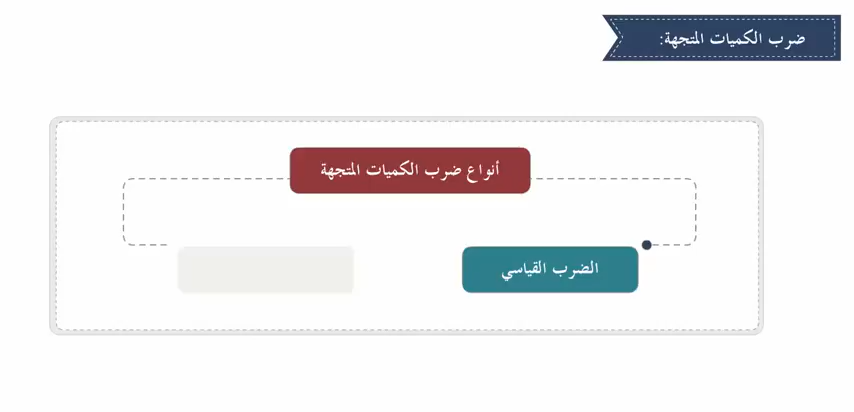 ضرب الكميات المتجهة:
أنواع ضرب الكميات المتجهة
الضرب القياسي